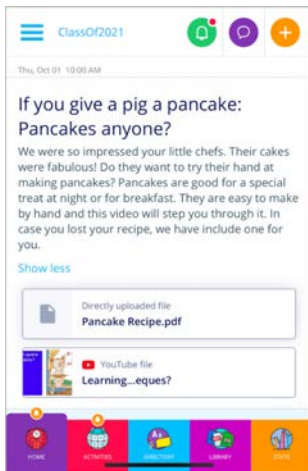 ClassOf2021
Thu, Oct 01 10:00 AM
If you give a pig a pancake:
Pancakes anyone?
We were so impressed your little chefs. Their cakes
were fabulous! Do they want to try their hand at
making pancakes? Pancakes are good for a special
treat at night or for breakfast. They are easy to make
by hand and this video will step you through it. In
case you lost your recipe, we have include one for
you.
Show less
Directly uploaded file
Pancake Recipe.pdf
YouTube file
Learning...eques?
HOME
ACTIVITIES
DIRECTORY
LIBRARY
STATS